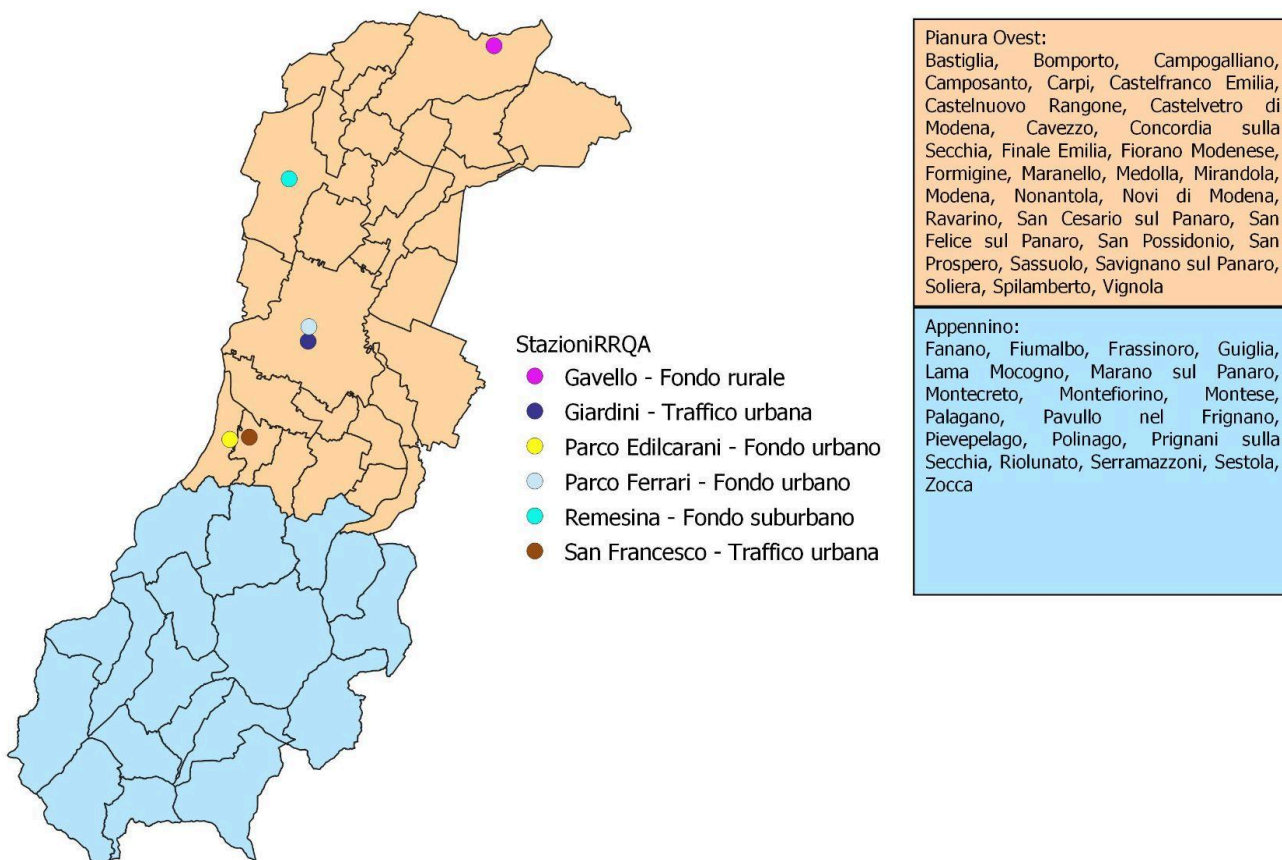 StazioniRRQA
Gavello - Fondo rurale
Giardini - Traffico urbana
Parco Edilcarani - Fondo urbano
Parco Ferrari - Fondo urbano
Remesina - Fondo suburbano
San Francesco - Traffico urbana
Pianura Ovest:
Bastiglia, Bomporto, Campogalliano,
Camposanto, Carpi, Castelfranco Emilia,
Castelnuovo Rangone, Castelvetro di
Modena, Cavezzo, Concordia sulla
Secchia, Finale Emilia, Fiorano Modenese,
Formigine, Maranello, Medolla, Mirandola,
Modena, Nonantola, Novi di Modena,
Ravarino, San Cesario sul Panaro, San
Felice sul Panaro, San Possidonio, San
Prospero, Sassuolo, Savignano sul Panaro,
Soliera, Spilamberto, Vignola
Appennino:
Fanano, Fiumalbo, Frassinoro, Guiglia,
Lama Mocogno, Marano sul Panaro,
Montecreto, Montefiorino, Montese,
Palagano, Pavullo nel Frignano,
Pievepelago, Polinago, Prignani sulla
Secchia, Riolunato, Serramazzoni, Sestola,
Zocca